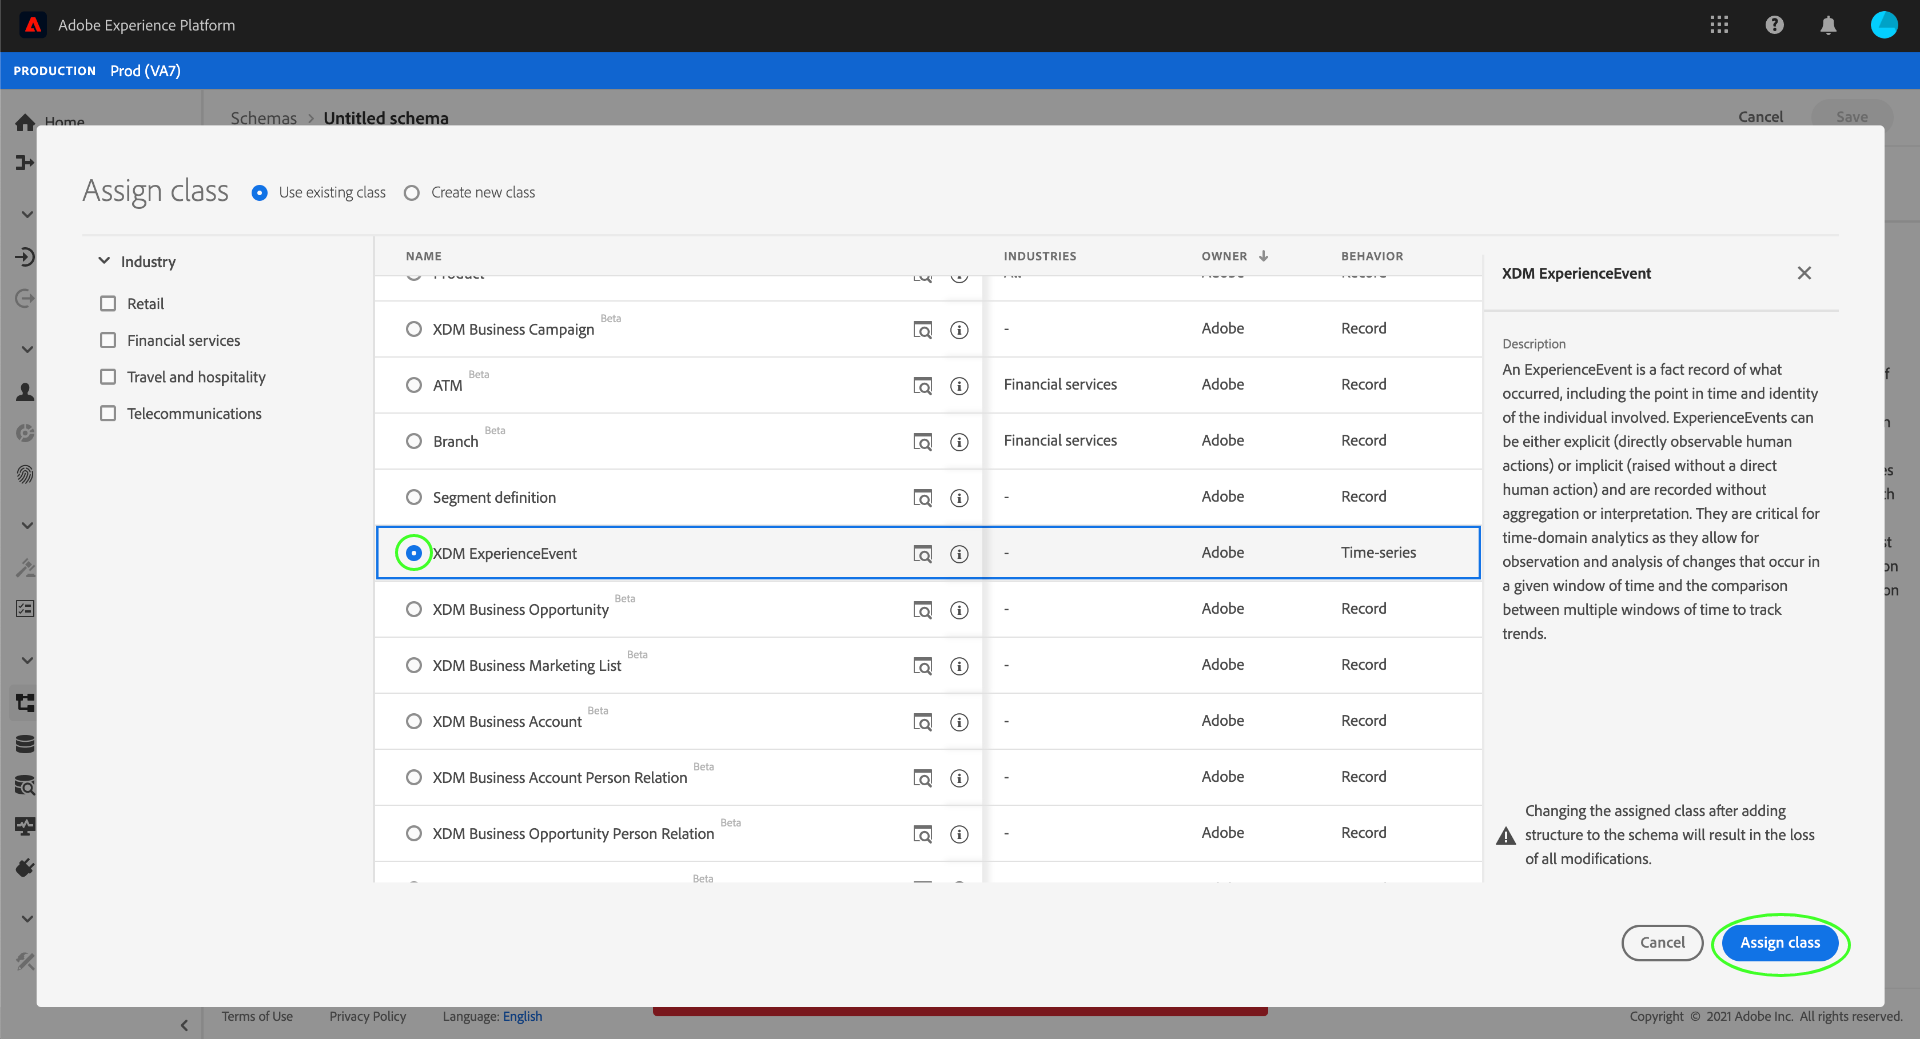 Adobe Experience Platform
PRODUCTION Prod (VA7)
Home
Schemas > Untitled schema
Cancel
Save
Assign class
Use existing class
Create new class
Industry
Retail
Financial services
Travel and hospitality
Telecommunications
NAME INDUSTRIES OWNER BEHAVIOR
Product
XDM Business Campaign Beta - Adobe Record
ATM Beta Financial services Adobe Record
Branch Beta Financial services Adobe Record
Segment definition - Adobe Record
XDM ExperienceEvent - Adobe Time-series
XDM Business Opportunity Beta - Adobe Record
XDM Business Marketing List Beta - Adobe Record
XDM Business Account Beta - Adobe Record
XDM Business Account Person Relation Beta - Adobe Record
XDM Business Opportunity Person Relation Beta - Adobe Record
Beta
XDM ExperienceEvent
Description
An ExperienceEvent is a fact record of what
occurred, including the point in time and identity
of the individual involved. ExperienceEvents can
be either explicit (directly observable human
actions) or implicit (raised without a direct
human action) and are recorded without
aggregation or interpretation. They are critical for
time-domain analytics as they allow for
observation and analysis of changes that occur in
a given window of time and the comparison
between multiple windows of time to track
trends.
Changing the assigned class after adding
structure to the schema will result in the loss
of all modifications.
Cancel
Assign class
Terms of Use Privacy Policy Language: English
Copyright © 2021 Adobe Inc. All rights reserved.